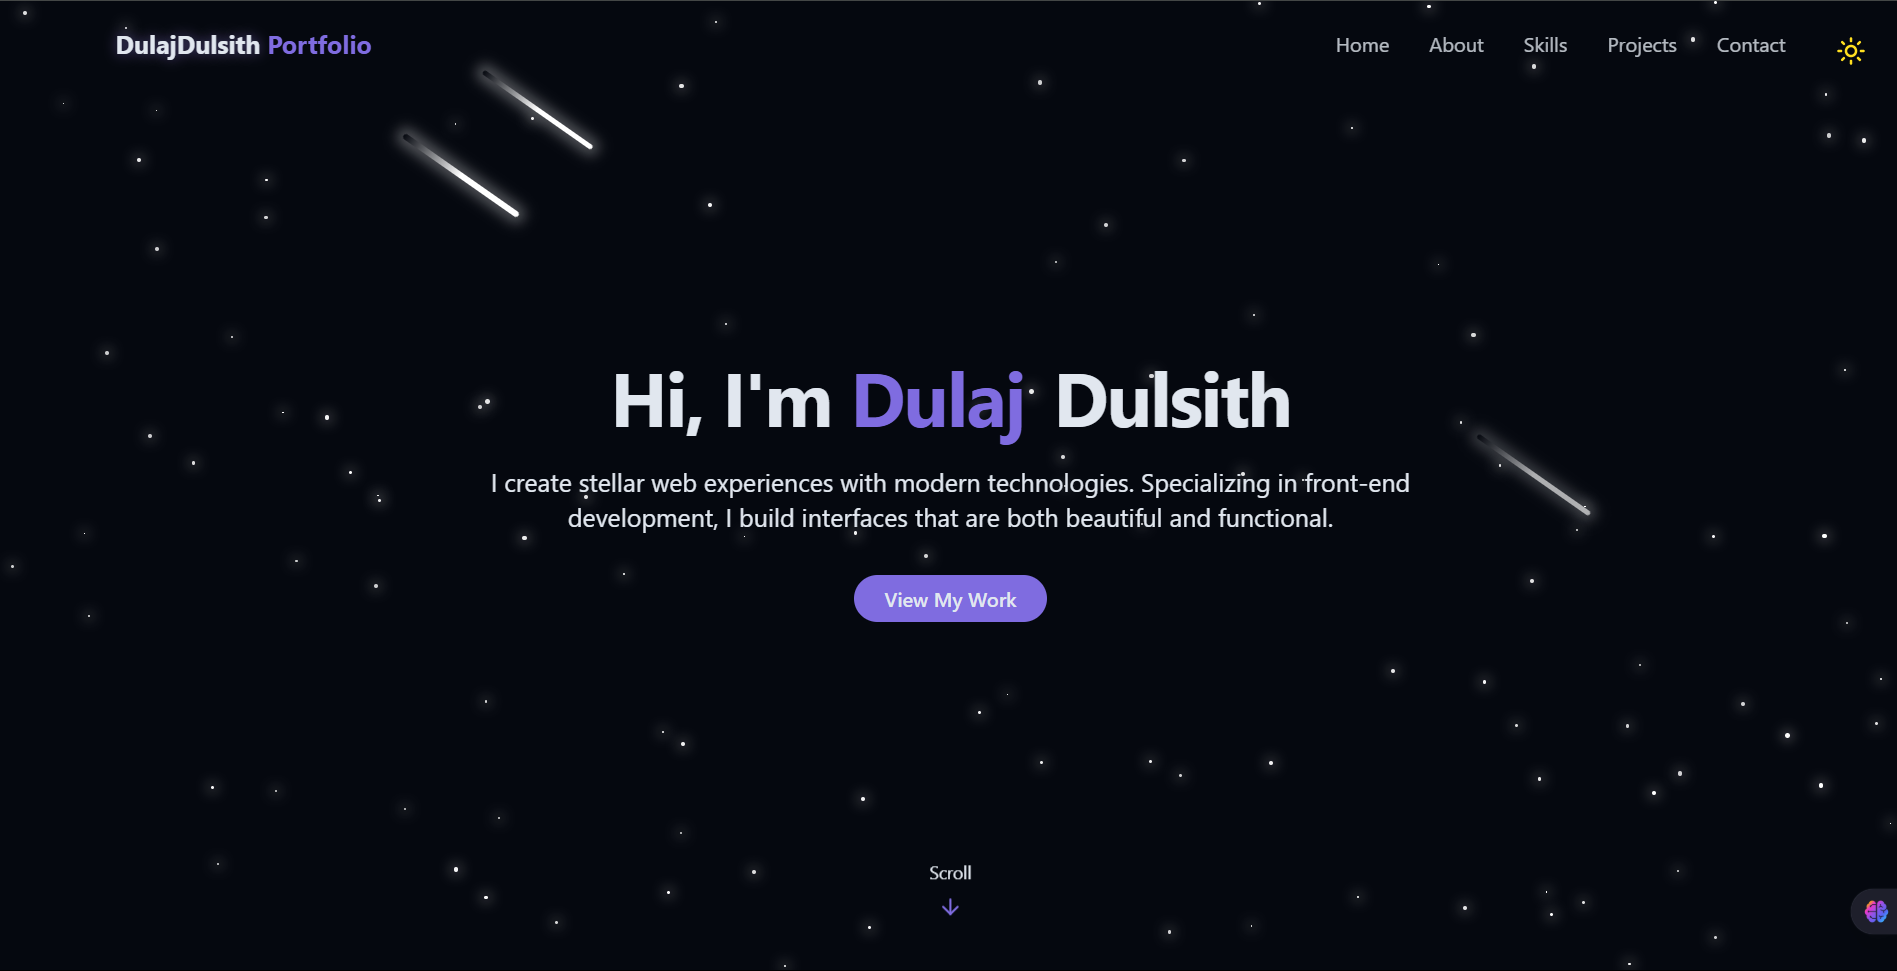 DulajDulsith Portfolio
Home About Skills Projects Contact
Hi, I'm Dulaj Dulsith
I create stellar web experiences with modern technologies. Specializing in front-end
development, I build interfaces that are both beautiful and functional.
View My Work
Scroll